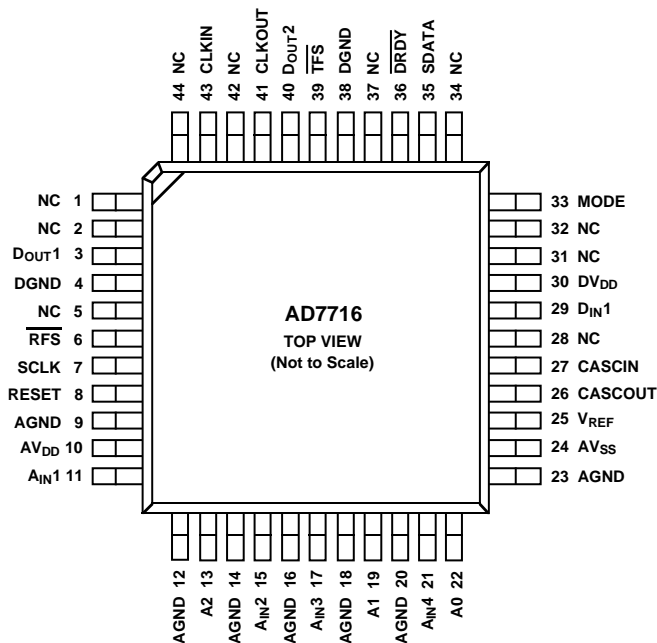 44 NC
43 CLKIN
42 NC
41 CLKOUT
40 DOUT2
39 T̅F̅S̅
38 DGND
37 NC
36 D̅R̅D̅Y̅
35 SDATA
34 NC
NC 1
NC 2
DOUT1 3
DGND 4
NC 5
R̅F̅S̅ 6
SCLK 7
RESET 8
AGND 9
AVDD 10
AIN1 11
AD7716
TOP VIEW
(Not to Scale)
33 MODE
32 NC
31 NC
30 DVDD
29 DIN1
28 NC
27 CASCIN
26 CASCOUT
25 VREF
24 AVSS
23 AGND
AGND 12
A2 13
AGND 14
AIN2 15
AGND 16
AIN3 17
AGND 18
A1 19
AGND 20
AIN4 21
A0 22